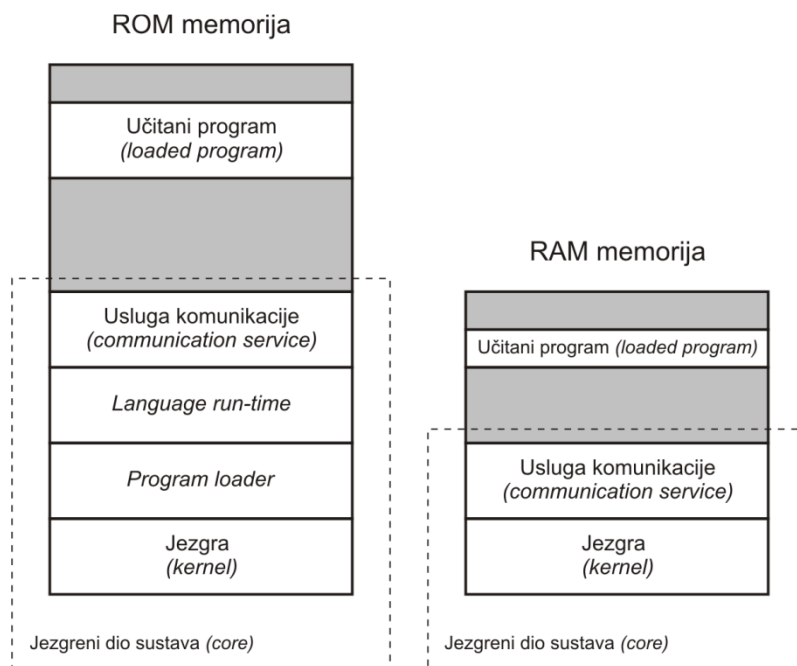 ROM memorija
Učitani program
(loaded program)
Usluga komunikacije
(communication service)
Language run-time
Program loader
Jezgra
(kernel)
Jezgreni dio sustava (core)
RAM memorija
Učitani program (loaded program)
Usluga komunikacije
(communication service)
Jezgra
(kernel)
Jezgreni dio sustava (core)